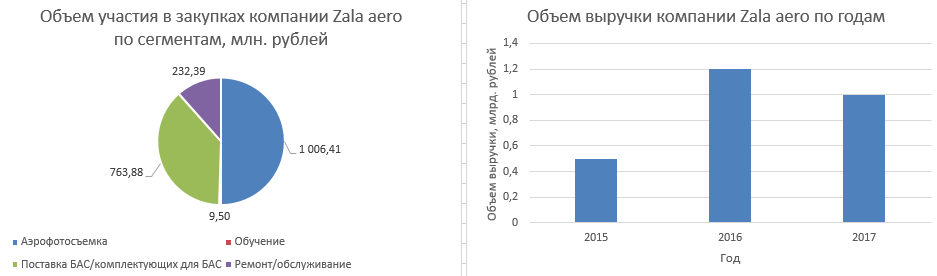 Объем участия в закупках компании Zala aero
по сегментам, млн. рублей
232,39
1 006,41
763,88
9,50
Аэрофотосъемка
Обучение
Поставка БАС/комплектующих для БАС
Ремонт/обслуживание
Объем выручки компании Zala aero по годам
Объем выручки, млрд. рублей
1,4
1,2
1
0,8
0,6
0,4
0,2
0
2015
2016
2017
Год